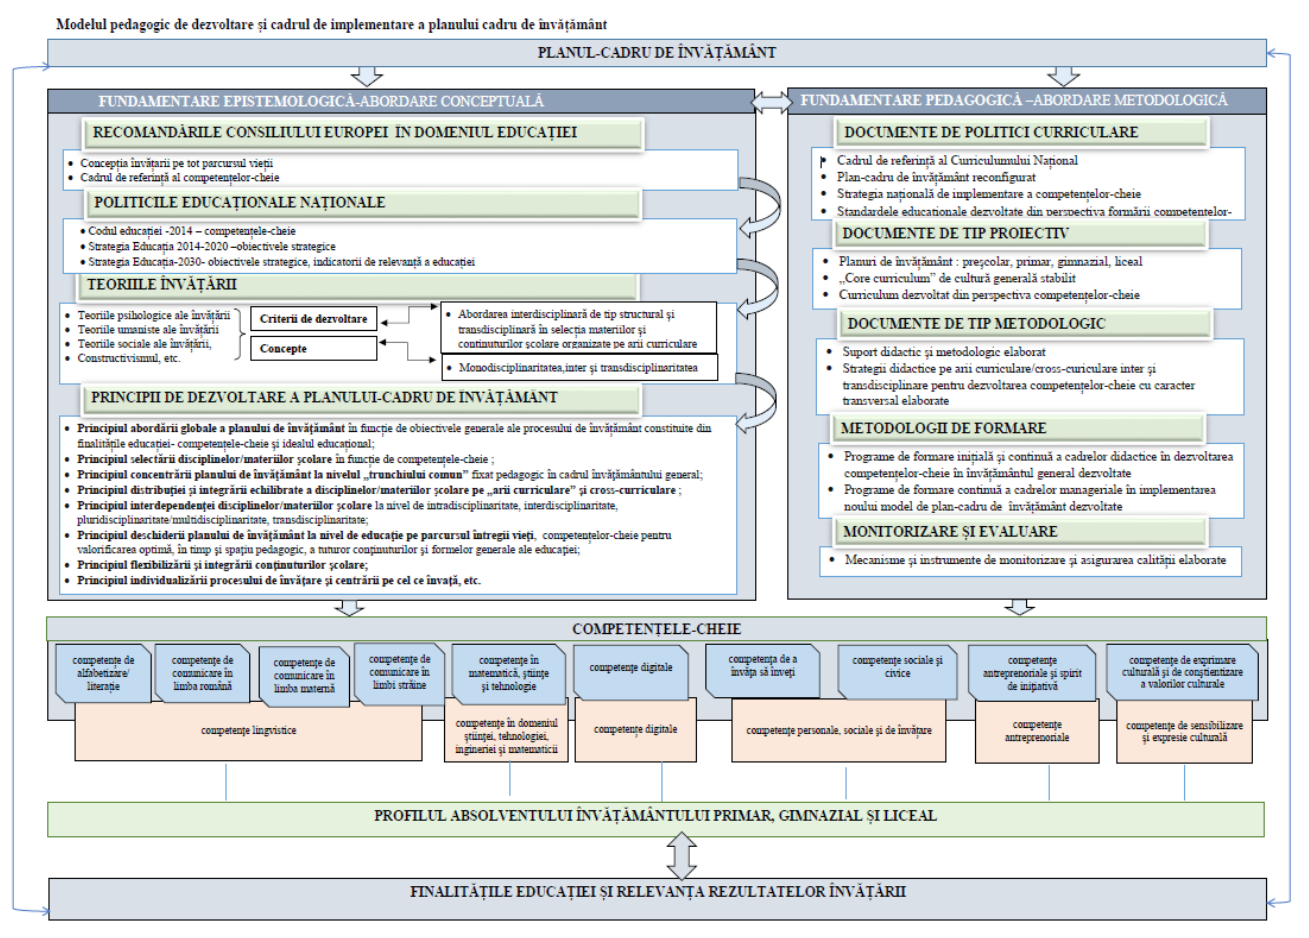 Modelul pedagogic de dezvoltare și cadrul de implementare a planului cadru de învățământ
PLANUL-CADRU DE ÎNVĂȚĂMÂNT
FUNDAMENTARE EPISTEMOLOGICĂ-ABORDARE CONCEPTUALĂ
RECOMANDĂRILE CONSILIULUI EUROPEI ÎN DOMENIUL EDUCAȚIEI
• Concepția învățarii pe tot parcursul vieții
• Cadrul de referință al competențelor-cheie
POLITICILE EDUCAȚIONALE NAȚIONALE
• Codul educației -2014 – competențele-cheie
• Strategia Educația 2014-2020 –obiectivele strategice
• Strategia Educația-2030- obiectivele strategice, indicatorii de relevanță a educației
TEORIILE ÎNVĂȚĂRII
• Teoriile psihologice ale învățării
• Teoriile umaniste ale învățării
• Teoriile sociale ale învățării,
• Constructivismul, etc.
Criterii de dezvoltare
Concepte
• Abordarea interdisciplinară de tip structural și
transdisciplinară în selecția materiilor și
conținuturilor școlare organizate pe arii curriculare
• Monodisciplinaritatea,inter și transdisciplinaritatea
PRINCIPII DE DEZVOLTARE A PLANULUI-CADRU DE ÎNVĂȚĂMÂNT
• Principiul abordării globale a planului de învățământ în funcție de obiectivele generale ale procesului de învățământ constituite din
finalitățile educației- competențele-cheie și idealul educațional;
• Principiul selectării disciplinelor/materiilor școlare în funcție de competențele-cheie ;
• Principiul concentrării planului de învățământ la nivelul „trunchiului comun” fixat pedagogic în cadrul învățământului general;
• Principiul distribuției și integrării echilibrate a disciplinelor/materiilor școlare pe „arii curriculare” și cross-curriculare ;
• Principiul interdependenței disciplinelor/materiilor școlare la nivel de intradisciplinaritate, interdisciplinaritate,
pluridisciplinaritate/multidisciplinaritate, transdisciplinaritate;
• Principiul deschiderii planului de învățământ la nivel de educație pe parcursul întregii vieți, competențelor-cheie pentru
valorificarea optimă, în timp și spațiu pedagogic, a tuturor conținuturilor și formelor generale ale educației;
• Principiul flexibilizării și integrării conținuturilor școlare;
• Principiul individualizării procesului de învățare și centrării pe cel ce învață, etc.
FUNDAMENTARE PEDAGOGICĂ –ABORDARE METODOLOGICĂ
DOCUMENTE DE POLITICI CURRICULARE
• Cadrul de referință al Curriculumului Național
• Plan-cadru de învățământ reconfigurat
• Strategia națională de implementare a competențelor-cheie
• Standardele educaționale dezvoltate din perspectiva formării competențelor-
DOCUMENTE DE TIP PROIECTIV
• Planuri de învățământ : preșcolar, primar, gimnazial, liceal
• „Core curriculum” de cultură generală stabilit
• Curriculum dezvoltat din perspectiva competențelor-cheie
DOCUMENTE DE TIP METODOLOGIC
• Suport didactic și metodologic elaborat
• Strategii didactice pe arii curiculare/cross-curiculare inter și
transdisciplinare pentru dezvoltarea competențelor-cheie cu caracter
transversal elaborate
METODOLOGII DE FORMARE
• Programe de formare inițială și continuă a cadrelor didactice în dezvoltarea
competențelor-cheie în învățământul general dezvoltate
• Programe de formare continuă a cadrelor manageriale în implementarea
noului model de plan-cadru de învățământ dezvoltate
MONITORIZARE ȘI EVALUARE
• Mecanisme și instrumente de monitorizare și asigurarea calității elaborate
COMPETENȚELE-CHEIE
competențe de
alfabetizare/
literație
competențe de
comunicare în
limba română
competențe de
comunicare în
limba maternă
competențe de
comunicare în
limbi străine
competențe în
matematică, științe
și tehnologie
competențe digitale
competența de a
învăța să înveți
competențe sociale și
civice
competențe
antreprenoriale și spirit
de inițiativă
competențe de exprimare
culturală și de conștientizare
a valorilor culturale
competențe lingvistice
competențe în domeniul
științei, tehnologiei,
ingineriei și matematicii
competențe digitale
competențe personale, sociale și de învățare
competențe
antreprenoriale
competențe de sensibilizare
și expresie culturală
PROFILUL ABSOLVENTULUI ÎNVĂȚĂMÂNTULUI PRIMAR, GIMNAZIAL ȘI LICEAL
FINALITĂȚILE EDUCAȚIEI ȘI RELEVANȚA REZULTATELOR ÎNVĂȚĂRII